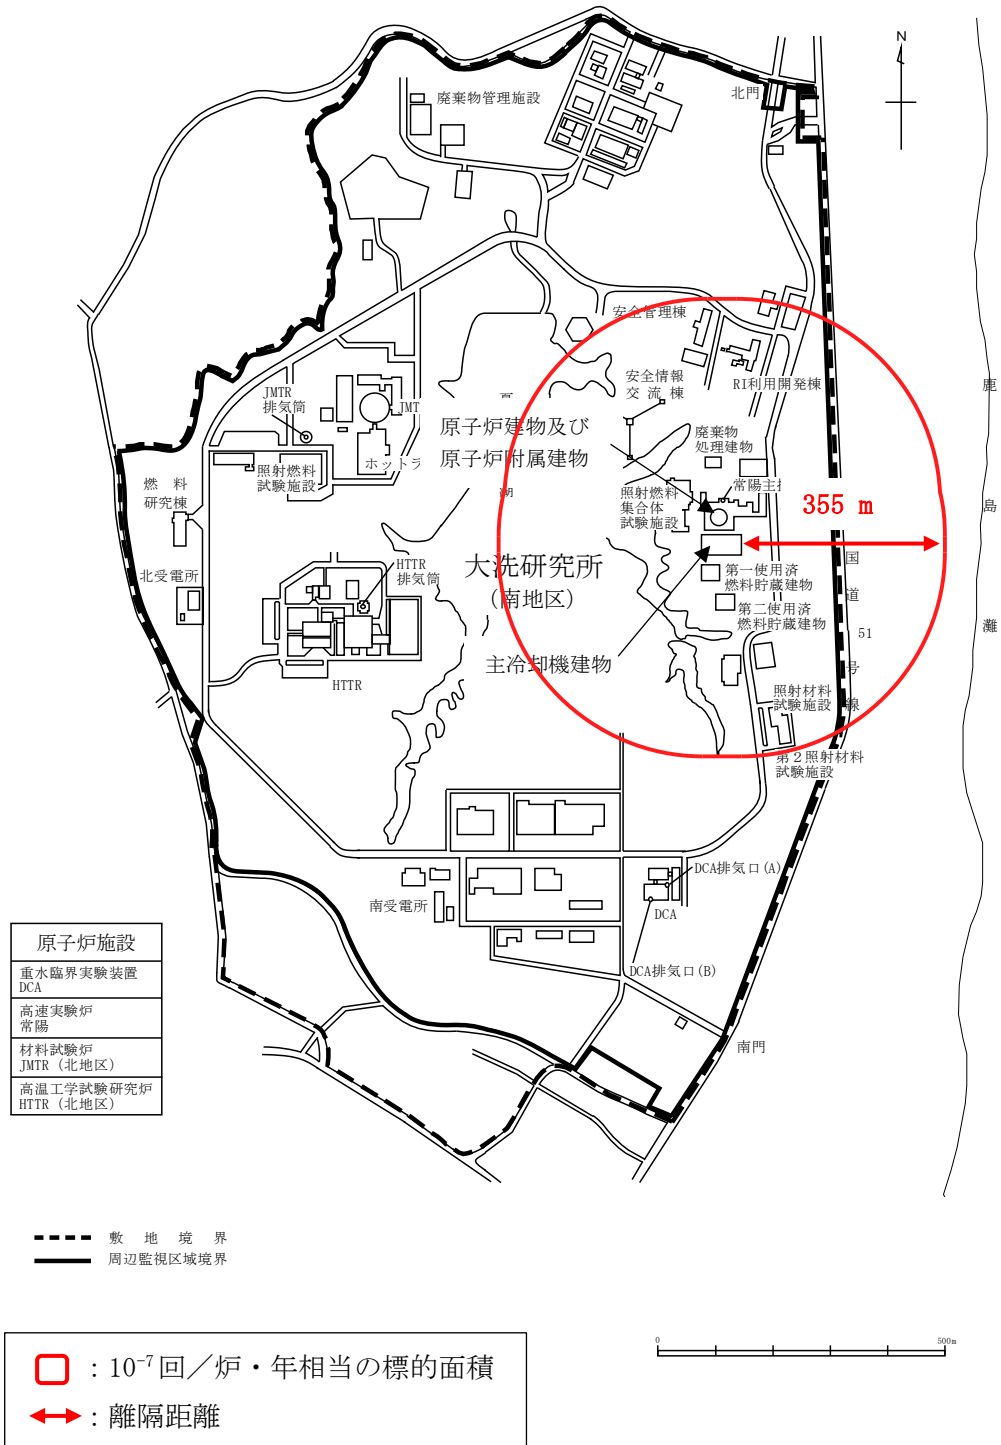 N
北門
廃棄物管理施設
安全管理棟
RI利用開発棟
安全情報
交 流 棟
鹿
島
灘
JMTR
排気筒
原子炉建物及び
原子炉附属建物
廃棄物
処理建物
ホットラ
照射燃料
試験施設
燃 料
研究棟
照射燃料
集合体
試験施設
常陽主排
355 m
湖
北受電所
HTTR
排気筒
大洗研究所
(南地区)
第一使用済
燃料貯蔵建物
第二使用済
燃料貯蔵建物
国
道
51
号
線
主冷却機建物
HTTR
照射材料
試験施設
第２照射材料
試験施設
DCA排気口(A)
南受電所
DCA
DCA排気口(B)
南門
原子炉施設
重水臨界実験装置
DCA
高速実験炉
常陽
材料試験炉
JMTR (北地区)
高温工学試験研究炉
HTTR (北地区)
敷 地 境 界
周辺監視区域境界
0 500m
：10⁻⁷回／炉・年相当の標的面積
：離隔距離